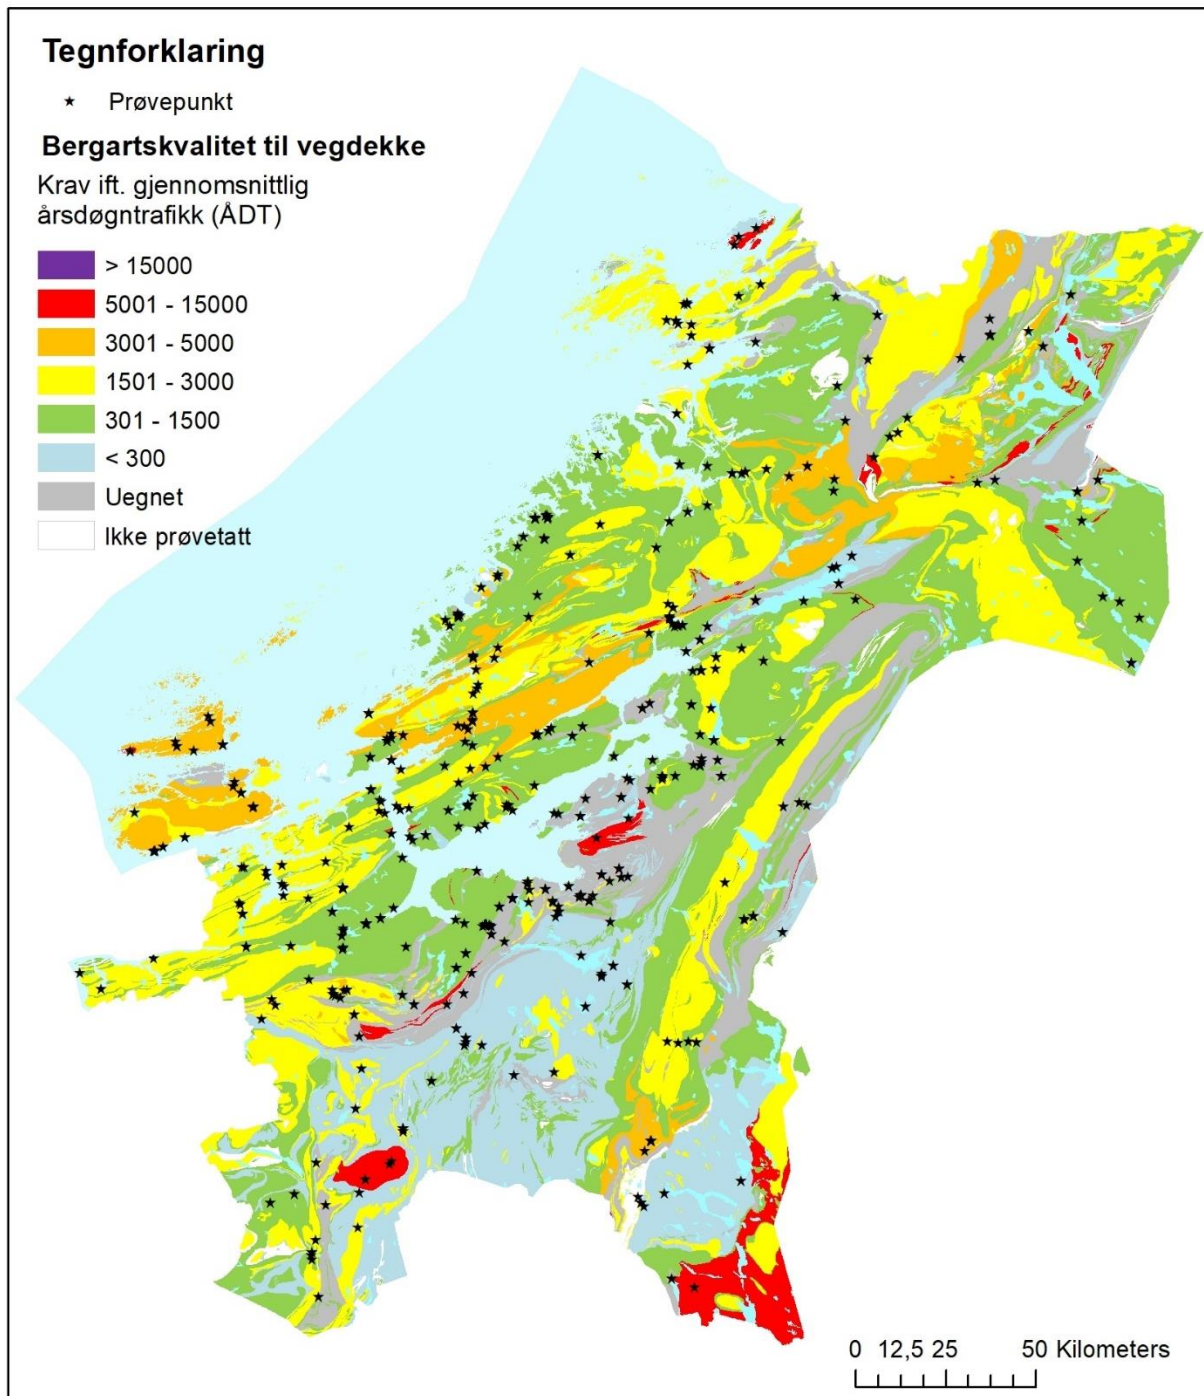 Tegnforklaring
Prøvepunkt
Bergartskvalitet til vegdekke
Krav ift. gjennomsnittlig
årsdøgntrafikk (ÅDT)
> 15000
5001 - 15000
3001 - 5000
1501 - 3000
301 - 1500
< 300
Uegnet
Ikke prøvetatt
0 12,5 25 50 Kilometers